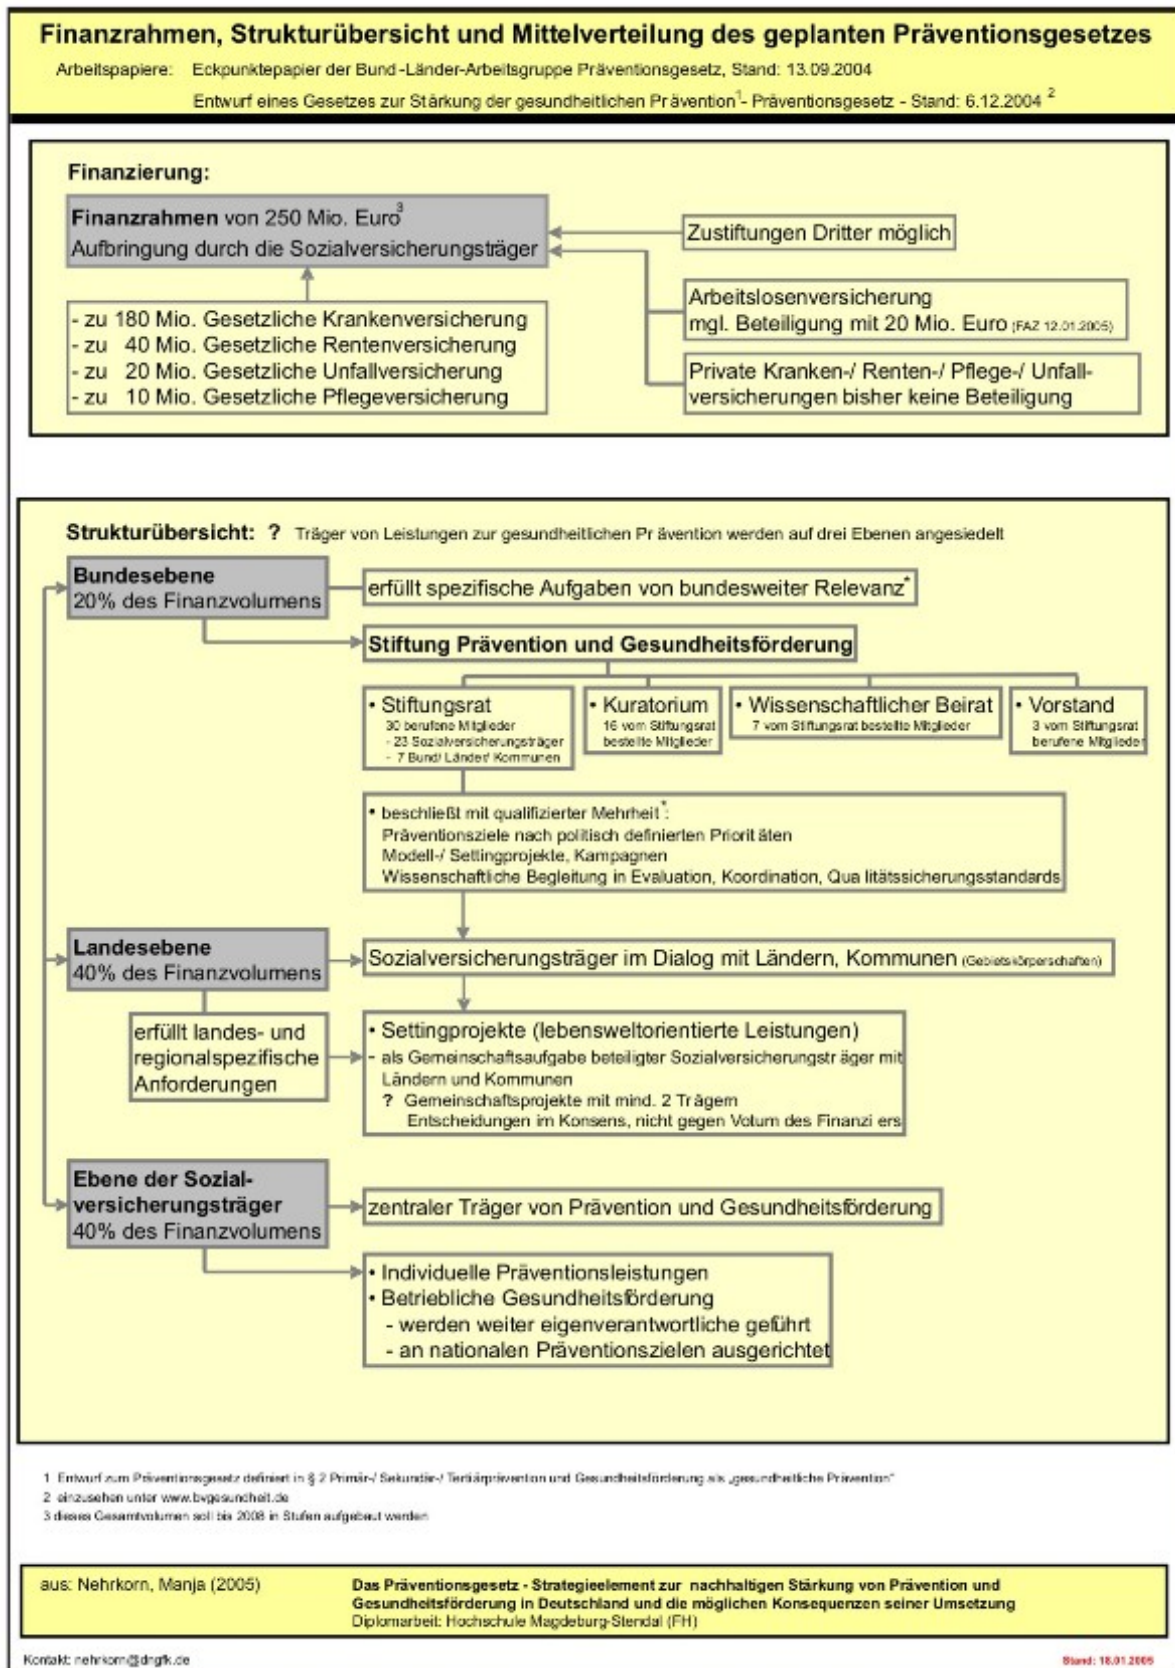 Finanzrahmen, Strukturübersicht und Mittelverteilung des geplanten Präventionsgesetzes
Arbeitspapiere: Eckpunktepapier der Bund-Länder-Arbeitsgruppe Präventionsgesetz, Stand: 13.09.2004
Entwurf eines Gesetzes zur Stärkung der gesundheitlichen Prävention1- Präventionsgesetz - Stand: 6.12.2004 2
Finanzierung:
Finanzrahmen von 250 Mio. Euro3
Aufbringung durch die Sozialversicherungsträger
Zustiftungen Dritter möglich
- zu 180 Mio. Gesetzliche Krankenversicherung
- zu 40 Mio. Gesetzliche Rentenversicherung
- zu 20 Mio. Gesetzliche Unfallversicherung
- zu 10 Mio. Gesetzliche Pflegeversicherung
Arbeitslosenversicherung
mgl. Beteiligung mit 20 Mio. Euro (FAZ 12.01.2005)
Private Kranken-/ Renten-/ Pflege-/ Unfall-
versicherungen bisher keine Beteiligung
Strukturübersicht: ? Träger von Leistungen zur gesundheitlichen Pr ävention werden auf drei Ebenen angesiedelt
Bundesebene
20% des Finanzvolumens
erfüllt spezifische Aufgaben von bundesweiter Relevanz*
Stiftung Prävention und Gesundheitsförderung
• Stiftungsrat
30 berufene Mitglieder
- 23 Sozialversicherungsträger
- 7 Bund/ Länder/ Kommunen
• Kuratorium
16 vom Stiftungsrat
bestellte Mitglieder
• Wissenschaftlicher Beirat
7 vom Stiftungsrat bestellte Mitglieder
• Vorstand
3 vom Stiftungsrat
berufene Mitglieder
• beschließt mit qualifizierter Mehrheit*:
Präventionsziele nach politisch definierten Priorit äten
Modell-/ Settingprojekte, Kampagnen
Wissenschaftliche Begleitung in Evaluation, Koordination, Qua litätssicherungsstandards
Landesebene
40% des Finanzvolumens
Sozialversicherungsträger im Dialog mit Ländern, Kommunen (Gebietskörperschaften)
erfüllt landes- und
regionalspezifische
Anforderungen
• Settingprojekte (lebensweltorientierte Leistungen)
- als Gemeinschaftsaufgabe beteiligter Sozialversicherungstr äger mit
Ländern und Kommunen
? Gemeinschaftsprojekte mit mind. 2 Trägern
Entscheidungen im Konsens, nicht gegen Votum des Finanzi ers
Ebene der Sozial-
versicherungsträger
40% des Finanzvolumens
zentraler Träger von Prävention und Gesundheitsförderung
• Individuelle Präventionsleistungen
• Betriebliche Gesundheitsförderung
- werden weiter eigenverantwortliche geführt
- an nationalen Präventionszielen ausgerichtet
1 Entwurf zum Präventionsgesetz definiert in § 2 Primär-/ Sekundär-/ Tertiärprävention und Gesundheitsförderung als „gesundheitliche Prävention"
2 einzusehen unter www.bvgesundheit.de
3 dieses Gesamtvolumen soll bis 2008 in Stufen aufgebaut werden
aus: Nehrkorn, Manja (2005)
Das Präventionsgesetz - Strategieelement zur nachhaltigen Stärkung von Prävention und
Gesundheitsförderung in Deutschland und die möglichen Konsequenzen seiner Umsetzung
Diplomarbeit: Hochschule Magdeburg-Stendal (FH)
Kontakt: nehrkorn@dngfk.de
Stand: 18.01.2005